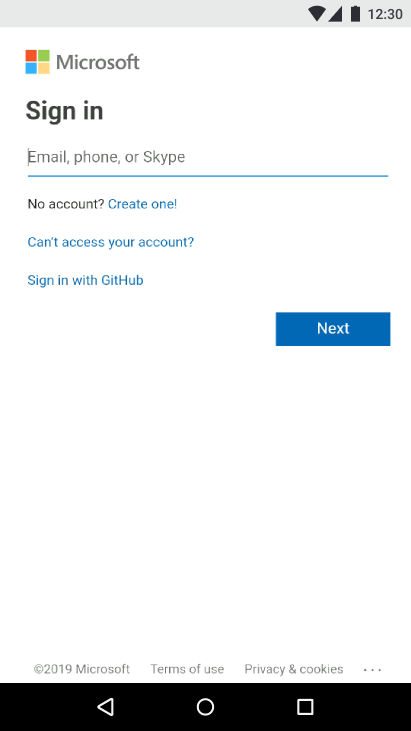 12:30
Microsoft
Sign in
Email, phone, or Skype
No account? Create one!
Can't access your account?
Sign in with GitHub
Next
©2019 Microsoft Terms of use Privacy & cookies ...